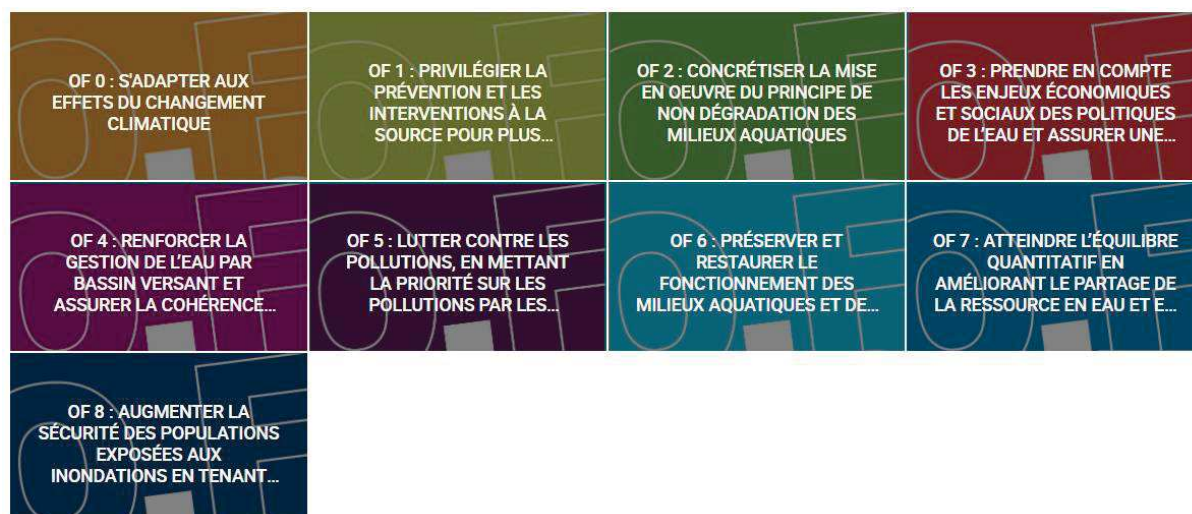 OF 0 : S'ADAPTER AUX
EFFETS DU CHANGEMENT
CLIMATIQUE
OF 1 : PRIVILÉGIER LA
PRÉVENTION ET LES
INTERVENTIONS À LA
SOURCE POUR PLUS...
OF 2 : CONCRÉTISER LA MISE
EN OEUVRE DU PRINCIPE DE
NON DÉGRADATION DES
MILIEUX AQUATIQUES
OF 3 : PRENDRE EN COMPTE
LES ENJEUX ÉCONOMIQUES
ET SOCIAUX DES POLITIQUES
DE L'EAU ET ASSURER UNE...
OF 4 : RENFORCER LA
GESTION DE L'EAU PAR
BASSIN VERSANT ET
ASSURER LA COHÉRENCE...
OF 5 : LUTTER CONTRE LES
POLLUTIONS, EN METTANT
LA PRIORITÉ SUR LES
POLLUTIONS PAR LES...
OF 6 : PRÉSERVER ET
RESTAURER LE
FONCTIONNEMENT DES
MILIEUX AQUATIQUES ET DE...
OF 7 : ATTEINDRE L'ÉQUILIBRE
QUANTITATIF EN
AMÉLIORANT LE PARTAGE DE
LA RESSOURCE EN EAU ET E...
OF 8 : AUGMENTER LA
SÉCURITÉ DES POPULATIONS
EXPOSÉES AUX
INONDATIONS EN TENANT...